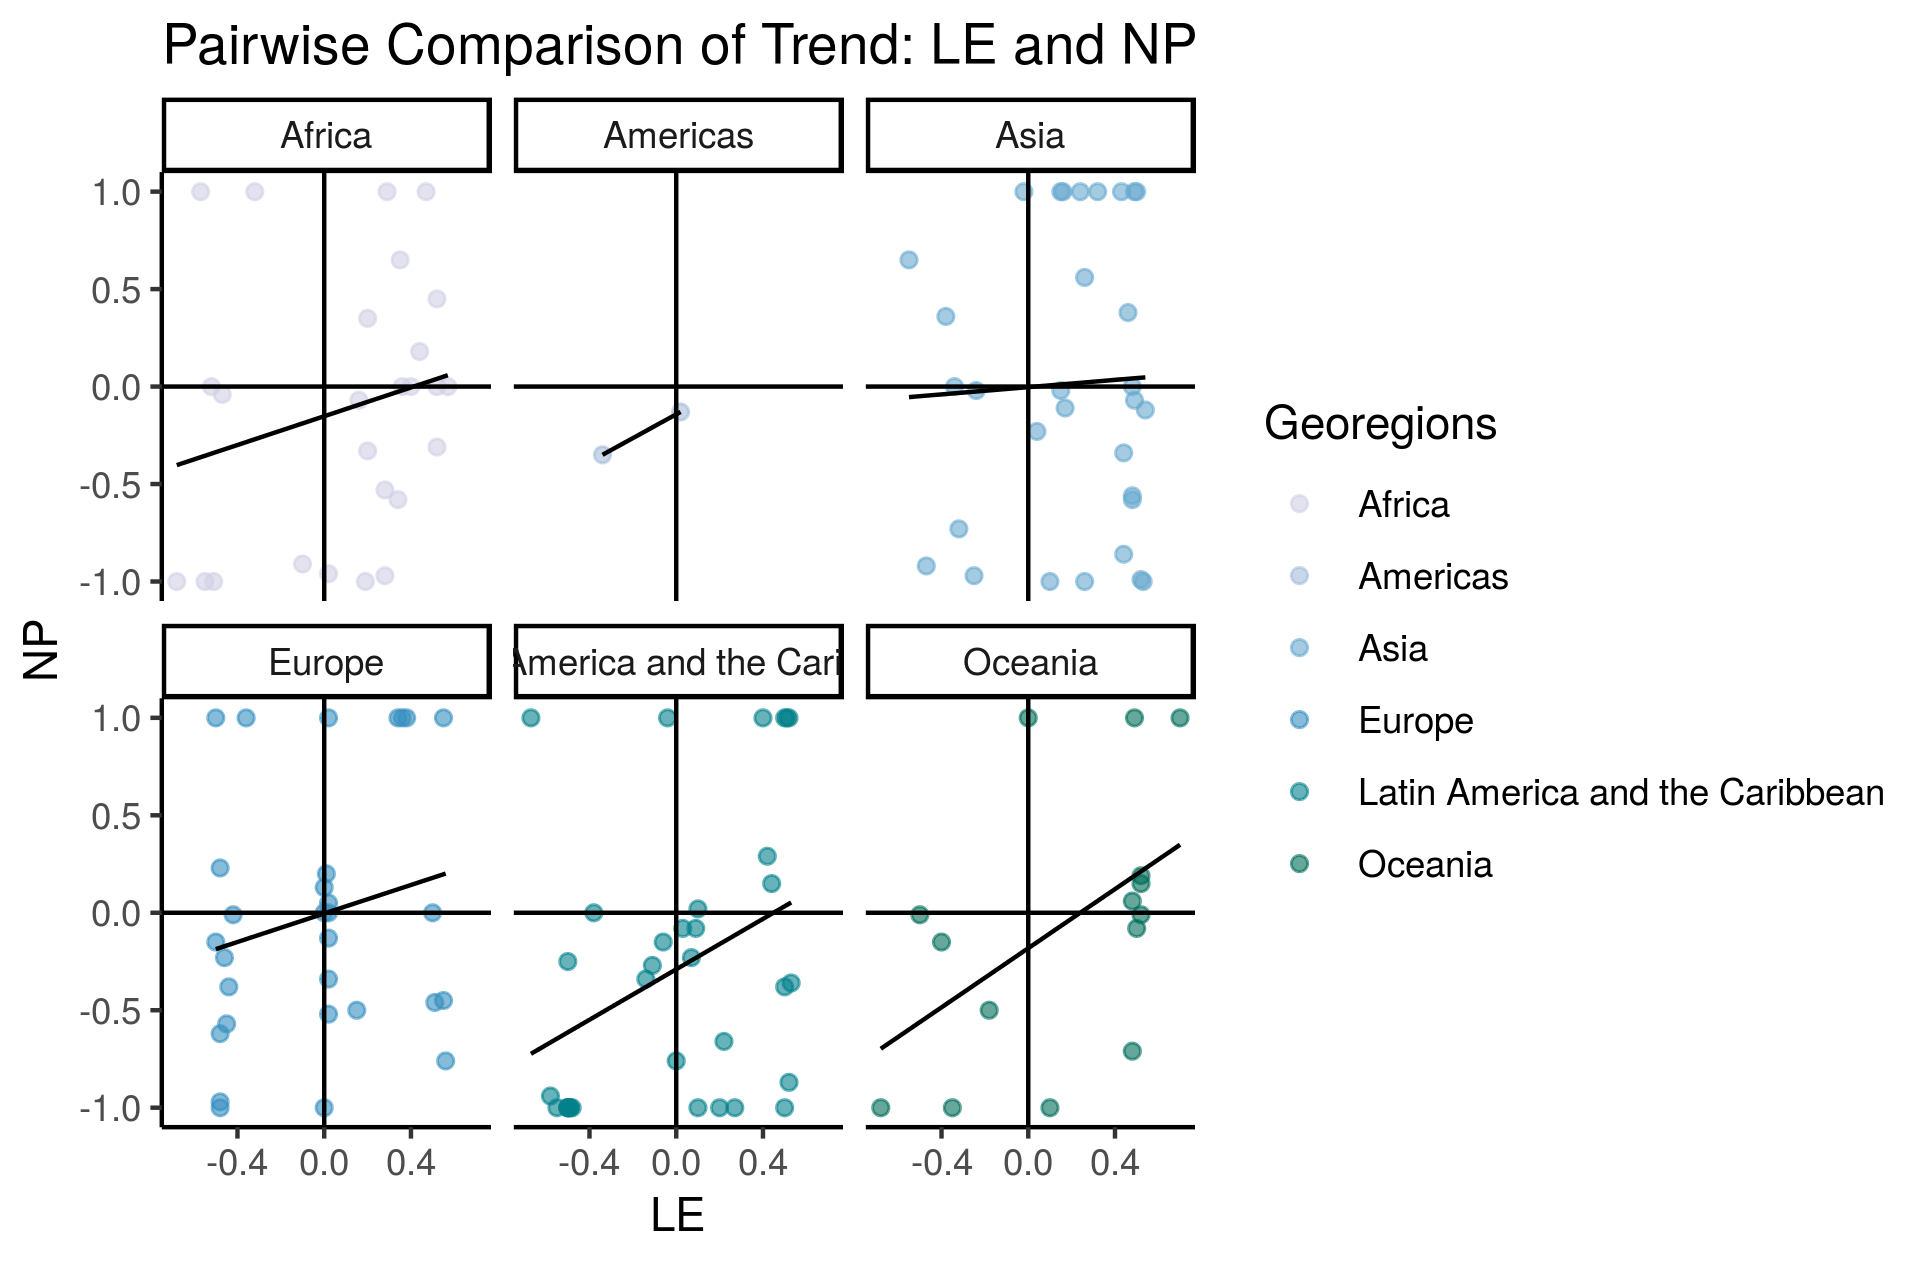 Pairwise Comparison of Trend: LE and NP
Africa
Americas
Asia
1.0
0.5
0.0
-0.5
-1.0
Europe
America and the Cari
Oceania
1.0
0.5
0.0
-0.5
-1.0
-0.4 0.0 0.4
-0.4 0.0 0.4
-0.4 0.0 0.4
NP
LE
Georegions
Africa
Americas
Asia
Europe
Latin America and the Caribbean
Oceania